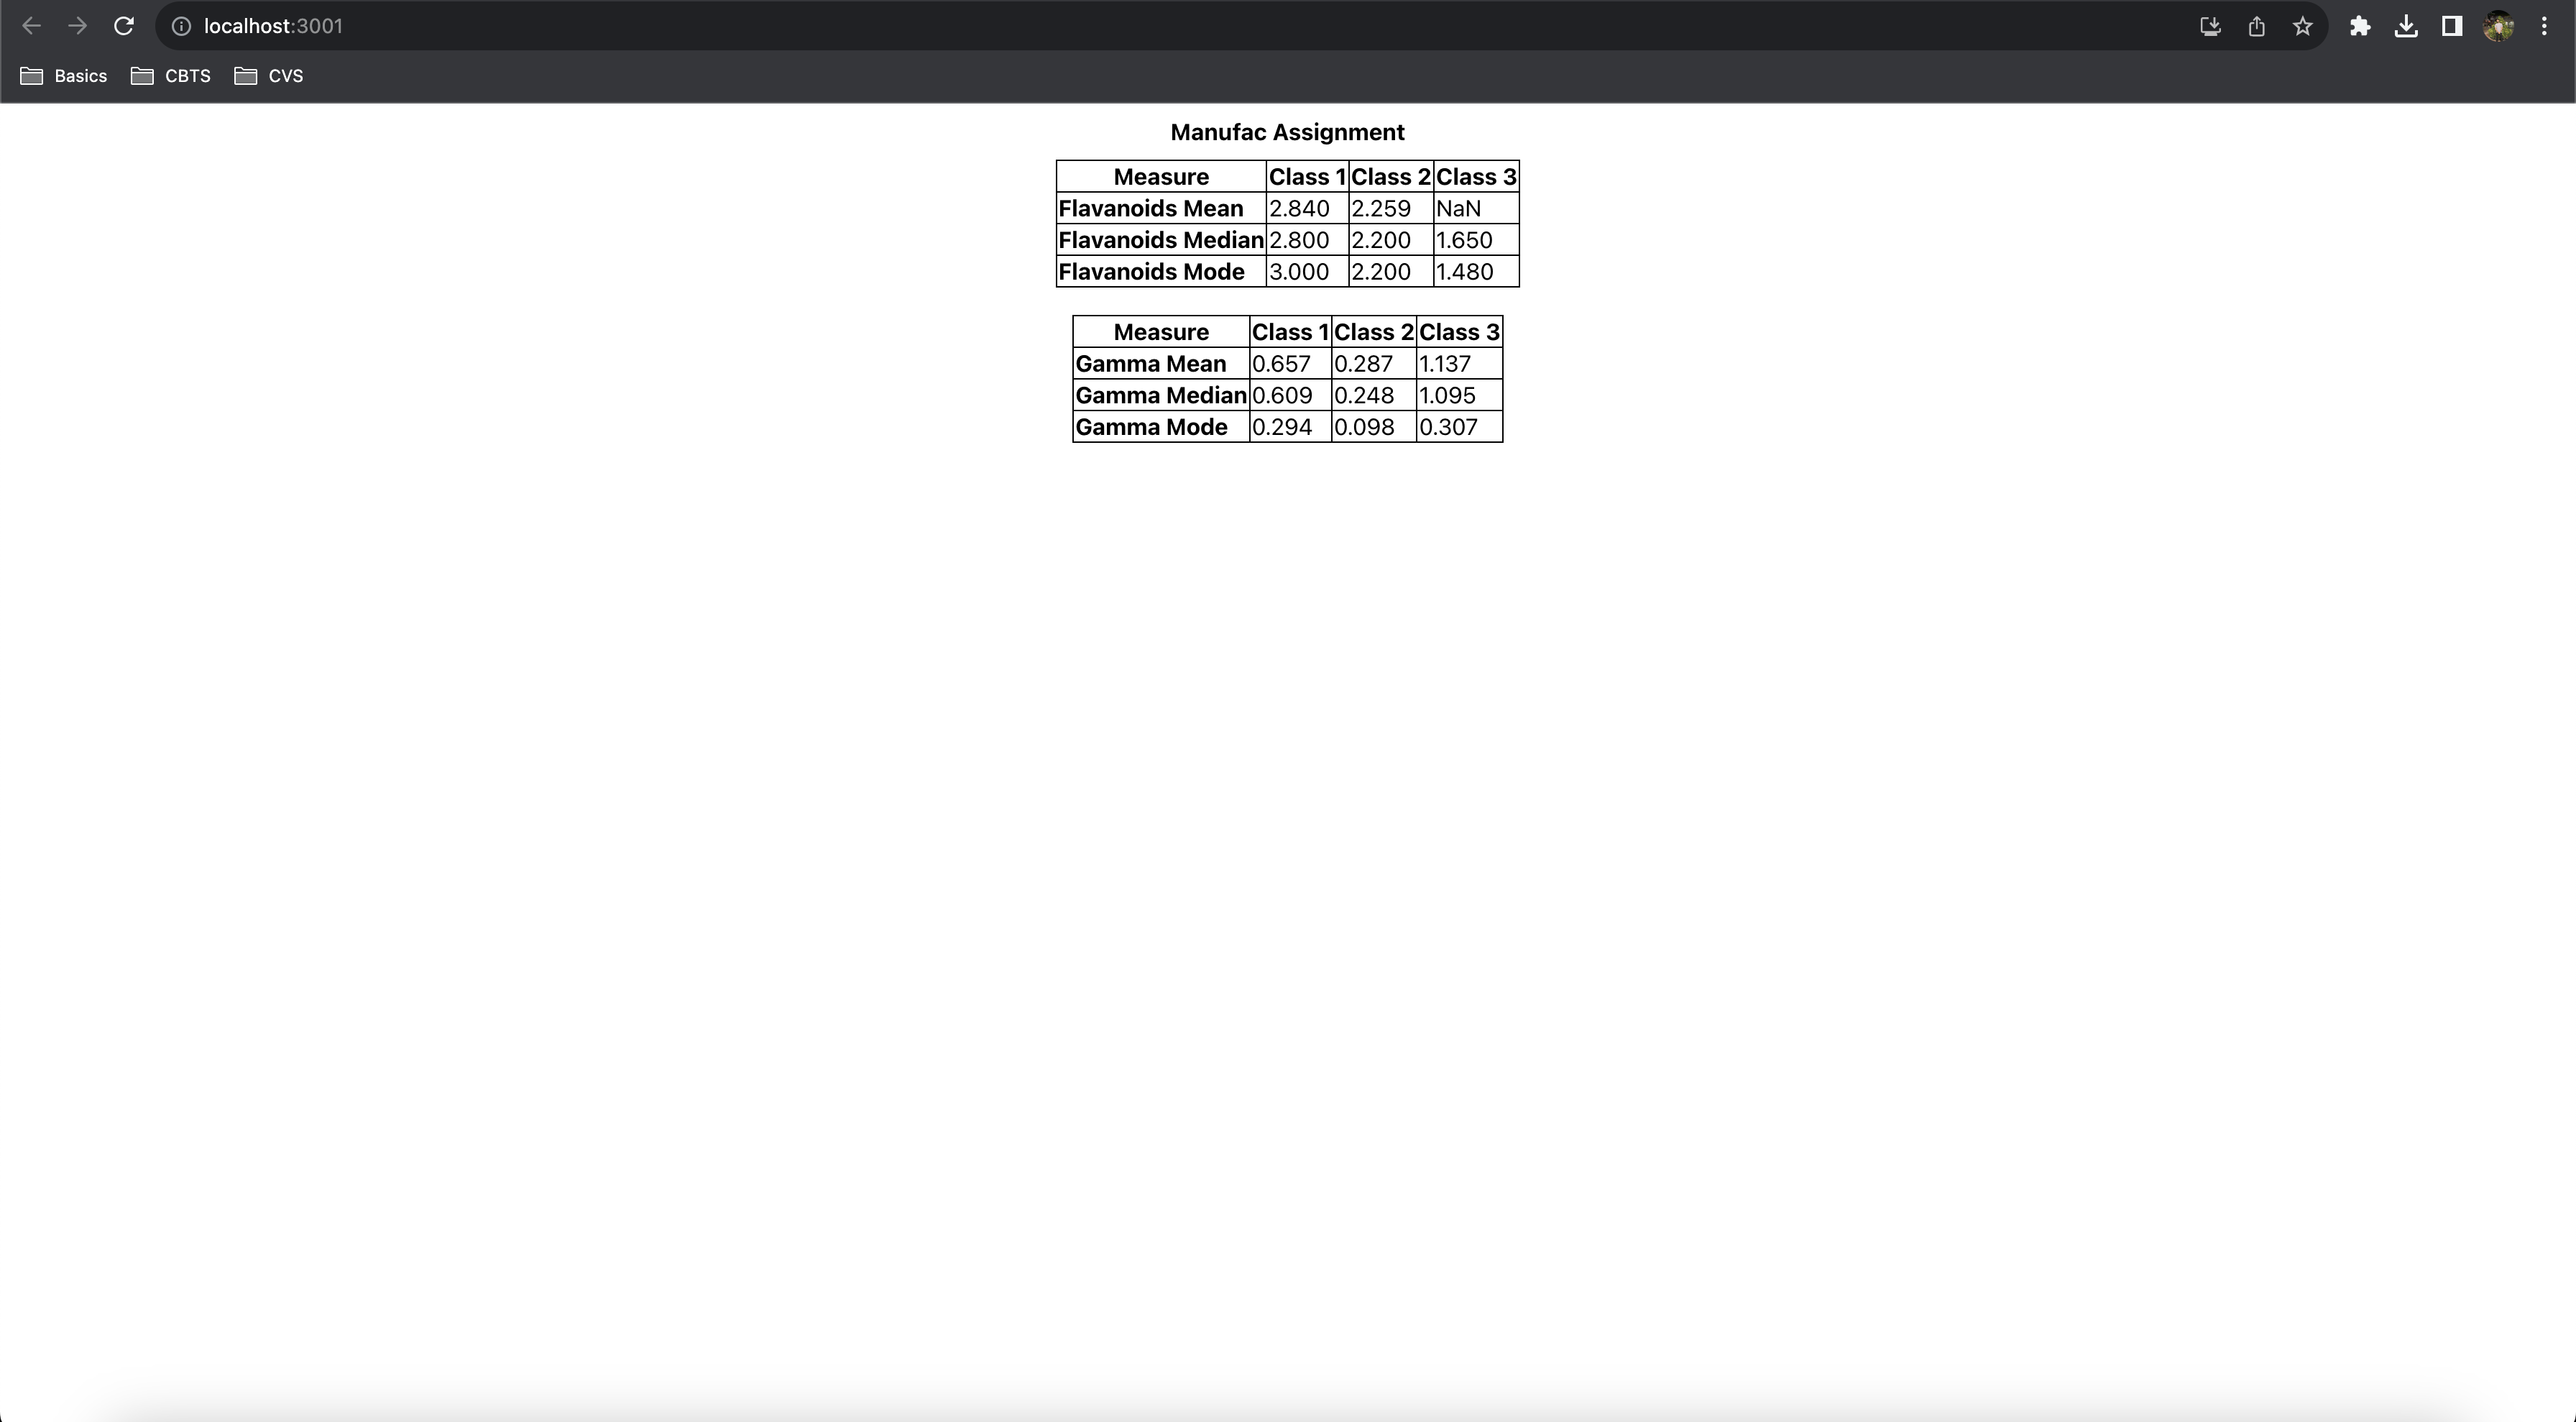 localhost:3001
Basics CBTS CVS
Manufac Assignment
Measure Class 1 Class 2 Class 3
Flavanoids Mean 2.840 2.259 NaN
Flavanoids Median 2.800 2.200 1.650
Flavanoids Mode 3.000 2.200 1.480
Measure Class 1 Class 2 Class 3
Gamma Mean 0.657 0.287 1.137
Gamma Median 0.609 0.248 1.095
Gamma Mode 0.294 0.098 0.307